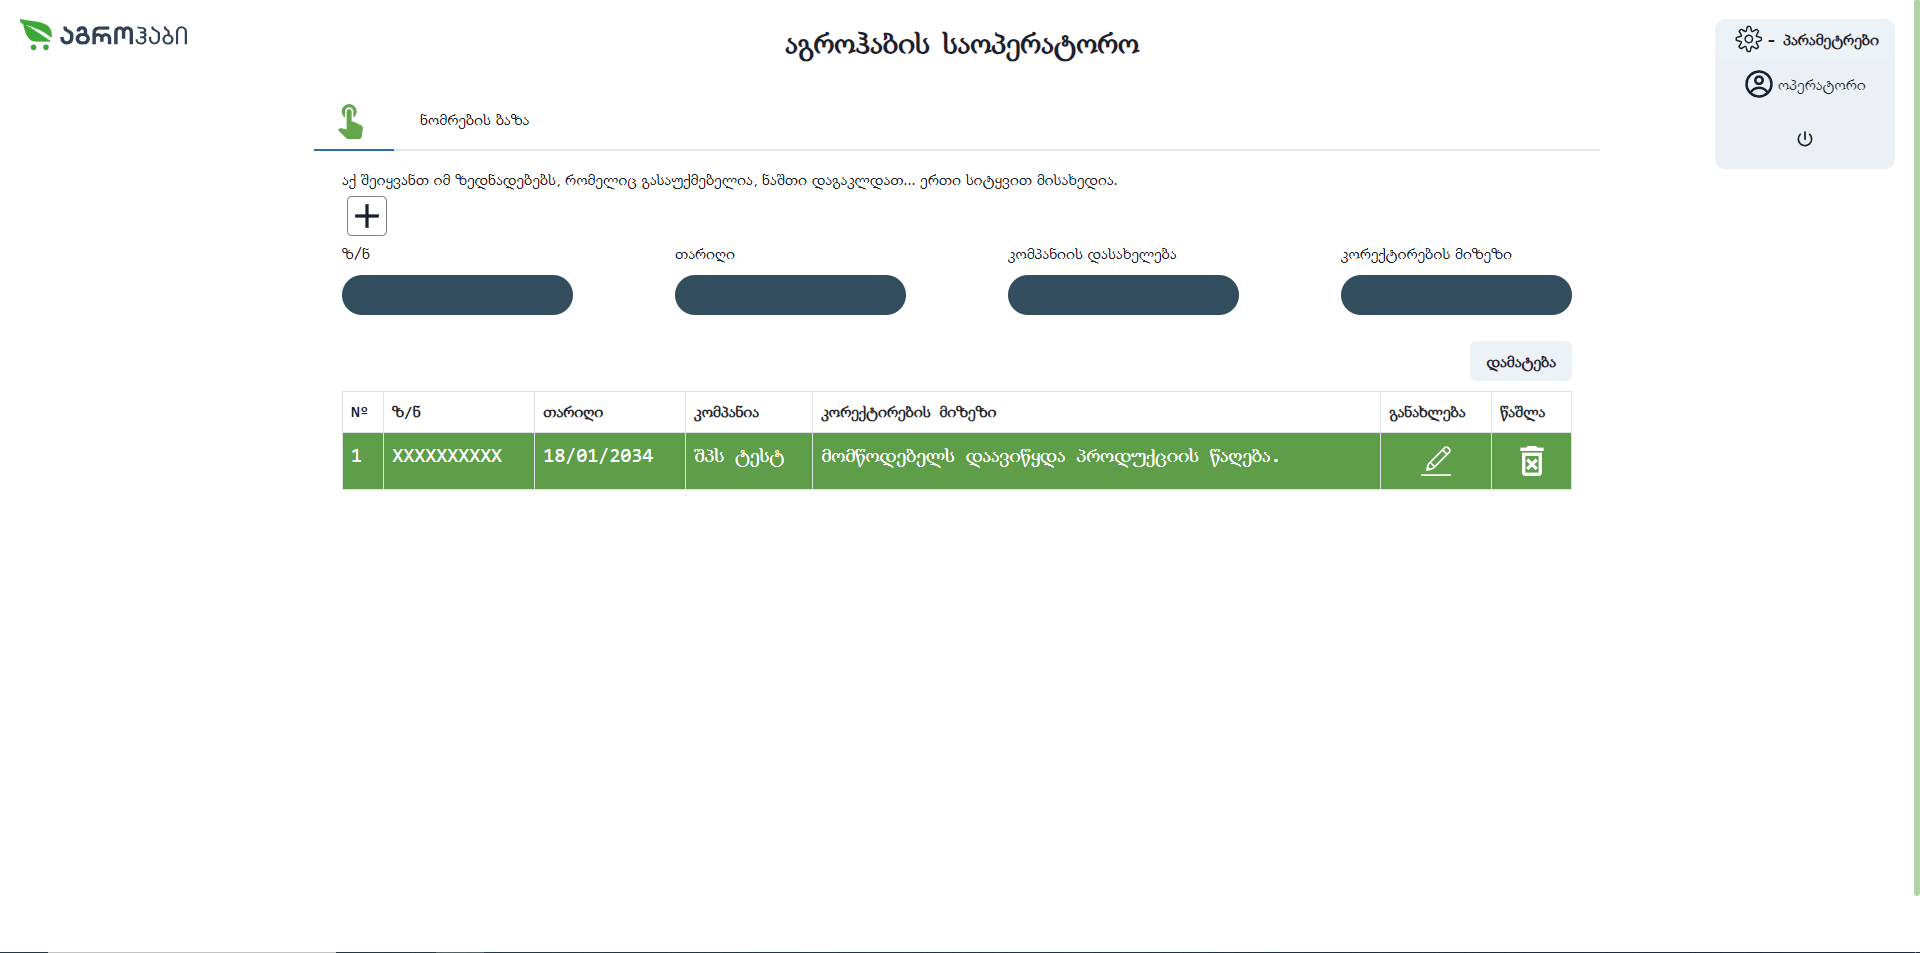 აგროჰაბი
აგროჰაბის საოპერატორო
- პარამეტრები
ოპერატორი
ნომრების ბაზა
აქ შეიყვანთ იმ ზედნადებებს, რომელიც გასაუქმებელია, ნაშთი დაგაკლდათ... ერთი სიტყვით მისახედია.
ზ/ნ თარიღი კომპანიის დასახელება კორექტირების მიზეზი
დამატება
№ ზ/ნ თარიღი კომპანია კორექტირების მიზეზი განახლება წაშლა
1 XXXXXXXXXX 18/01/2034 შპს ტესტ მომწოდებელს დაავიწყდა პროდუქციის წაღება.